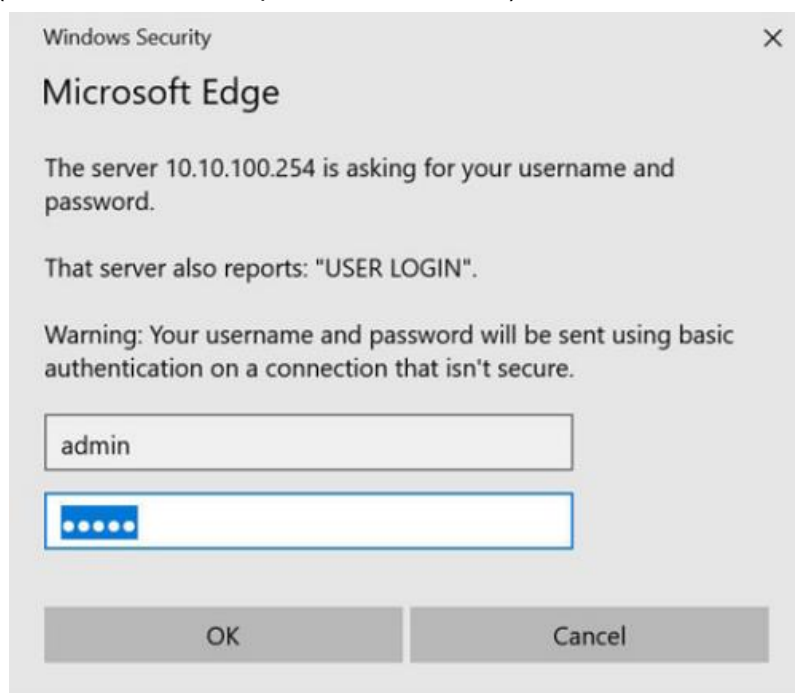 Windows Security
Microsoft Edge
The server 10.10.100.254 is asking for your username and
password.
That server also reports: "USER LOGIN".
Warning: Your username and password will be sent using basic
authentication on a connection that isn't secure.
admin
•••••
OK Cancel